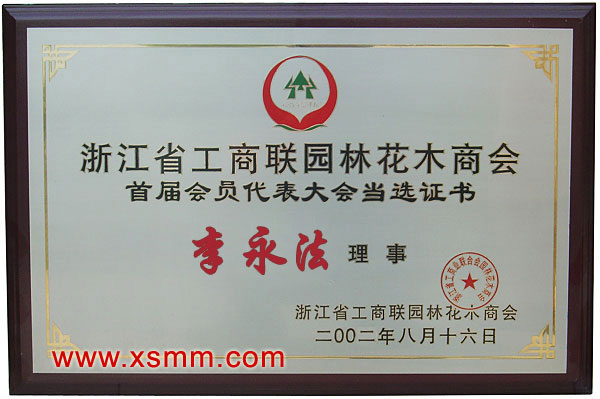 浙江省工商联园林花木商会
首届会员代表大会当选证书
李永法 理事
浙江省工商联园林花木商会
二00二年八月十六日
www.xsmm.com